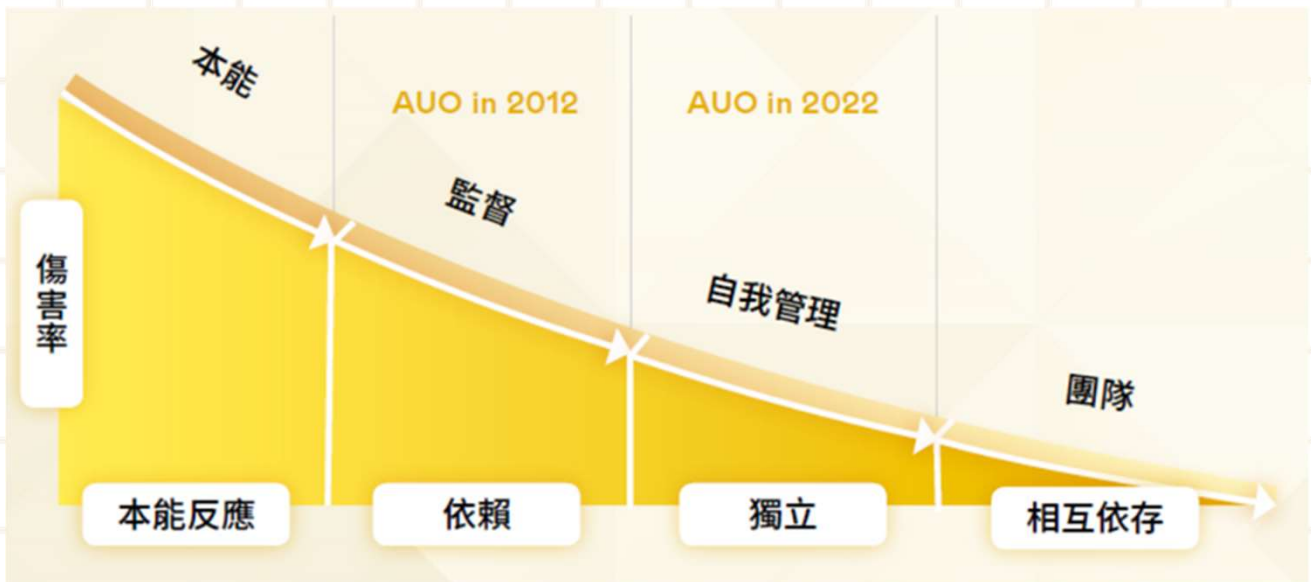 本能
AUO in 2012
AUO in 2022
監督
自我管理
團隊
傷害率
本能反應
依賴
獨立
相互依存